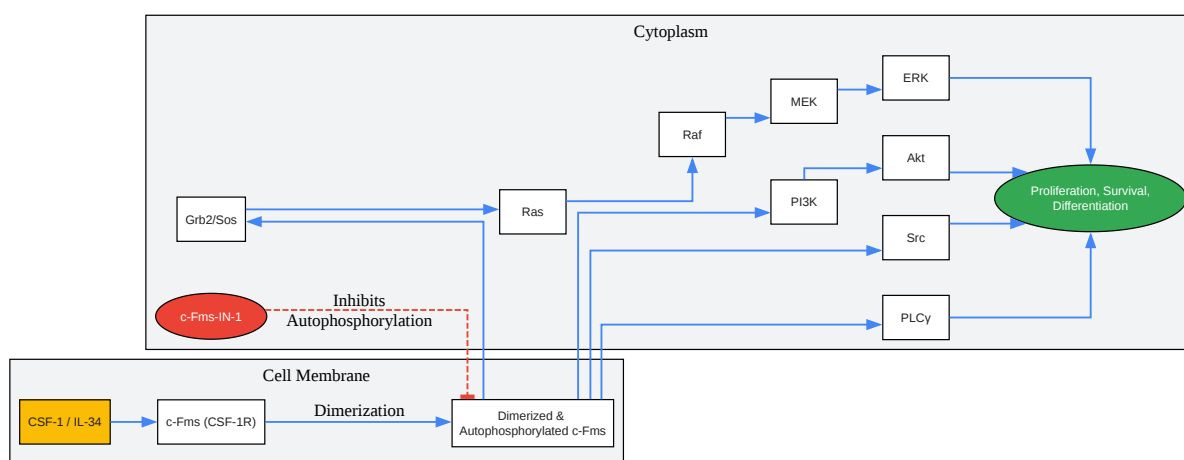 Cytoplasm
ERK
MEK
Raf
Akt
PI3K
Proliferation, Survival,
Differentiation
Grb2/Sos
Ras
Src
c-Fms-IN-1
Inhibits
Autophosphorylation
PLCγ
Cell Membrane
CSF-1 / IL-34
c-Fms (CSF-1R)
Dimerization
Dimerized &
Autophosphorylated c-Fms